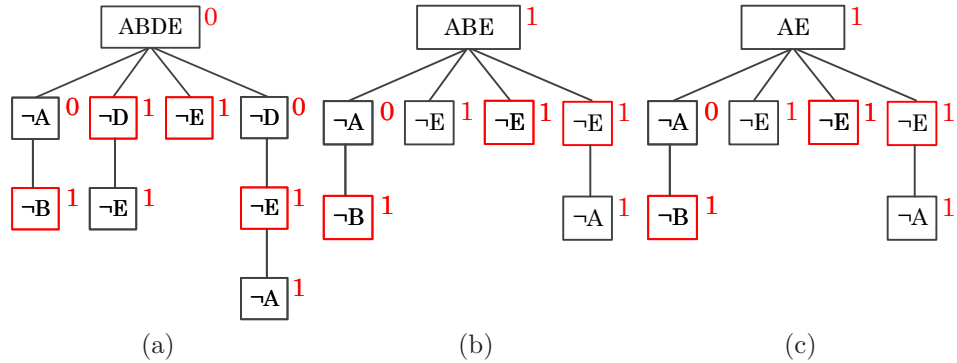 ABDE 0 ABE 1 AE 1
¬A 0 ¬D 1 ¬E 1 ¬D 0 ¬A 0 ¬E 1 ¬E 1 ¬E 1 ¬A 0 ¬E 1 ¬E 1 ¬E 1
¬B 1 ¬E 1 ¬E 1 ¬B 1 ¬A 1 ¬B 1 ¬A 1
¬A 1
(a) (b) (c)